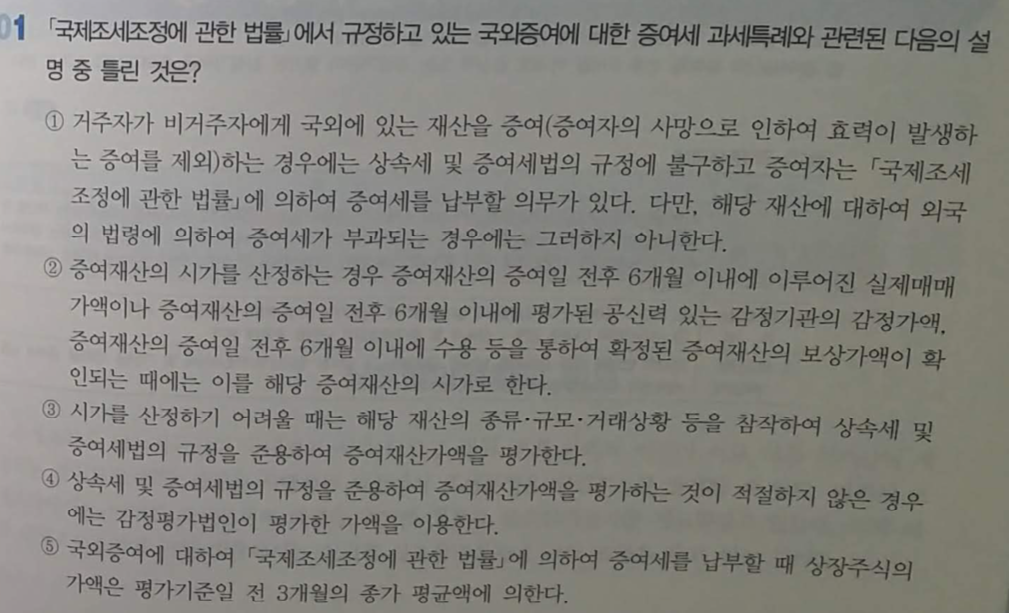 01 「국제조세조정에 관한 법률」에서 규정하고 있는 국외증여에 대한 증여세 과세특례와 관련된 다음의 설
명 중 틀린 것은?
① 거주자가 비거주자에게 국외에 있는 재산을 증여(증여자의 사망으로 인하여 효력이 발생하
는 증여를 제외)하는 경우에는 상속세 및 증여세법의 규정에 불구하고 증여자는 「국제조세
조정에 관한 법률」에 의하여 증여세를 납부할 의무가 있다. 다만, 해당 재산에 대하여 외국
의 법령에 의하여 증여세가 부과되는 경우에는 그러하지 아니한다.
② 증여재산의 시가를 산정하는 경우 증여재산의 증여일 전후 6개월 이내에 이루어진 실제매매
가액이나 증여재산의 증여일 전후 6개월 이내에 평가된 공신력 있는 감정기관의 감정가액,
증여재산의 증여일 전후 6개월 이내에 수용 등을 통하여 확정된 증여재산의 보상가액이 확
인되는 때에는 이를 해당 증여재산의 시가로 한다.
③ 시가를 산정하기 어려울 때는 해당 재산의 종류·규모·거래상황 등을 참작하여 상속세 및
증여세법의 규정을 준용하여 증여재산가액을 평가한다.
④ 상속세 및 증여세법의 규정을 준용하여 증여재산가액을 평가하는 것이 적절하지 않은 경우
에는 감정평가법인이 평가한 가액을 이용한다.
⑤ 국외증여에 대하여 「국제조세조정에 관한 법률」에 의하여 증여세를 납부할 때 상장주식의
가액은 평가기준일 전 3개월의 종가 평균액에 의한다.